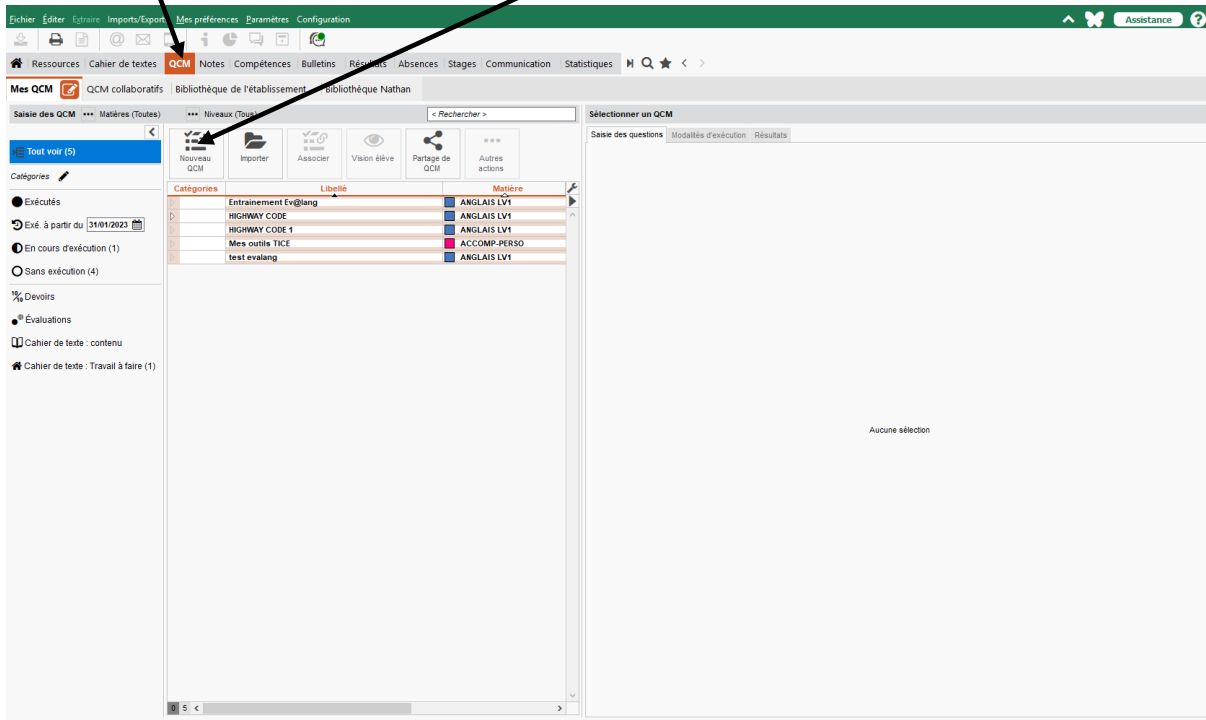 Fichier Éditer Extraire Imports/Export Mes préférences Paramètres Configuration
Assistance ?
Ressources Cahier de textes QCM Notes Compétences Bulletins Résultats Absences Stages Communication Statistiques
Mes QCM QCM collaboratifs Bibliothèque de l'établissement Bibliothèque Nathan
Saisie des QCM ••• Matières (Toutes) ••• Niveaux (Tous) < Rechercher > Sélectionner un QCM
Saisie des questions Modalités d'exécution Résultats
Tout voir (5)
Nouveau QCM
Importer
Associer
Vision élève
Partage de QCM
Autres actions
Catégories
Catégories Libellé Matière
Entrainement Ev@lang ANGLAIS LV1
HIGHWAY CODE ANGLAIS LV1
HIGHWAY CODE 1 ANGLAIS LV1
Mes outils TICE ACCOMP-PERSO
test evalang ANGLAIS LV1
Exécutés
Exé. à partir du 31/01/2023
En cours d'exécution (1)
Sans exécution (4)
Devoirs
Évaluations
Cahier de texte : contenu
Cahier de texte : Travail à faire (1)
Aucune sélection
0 5